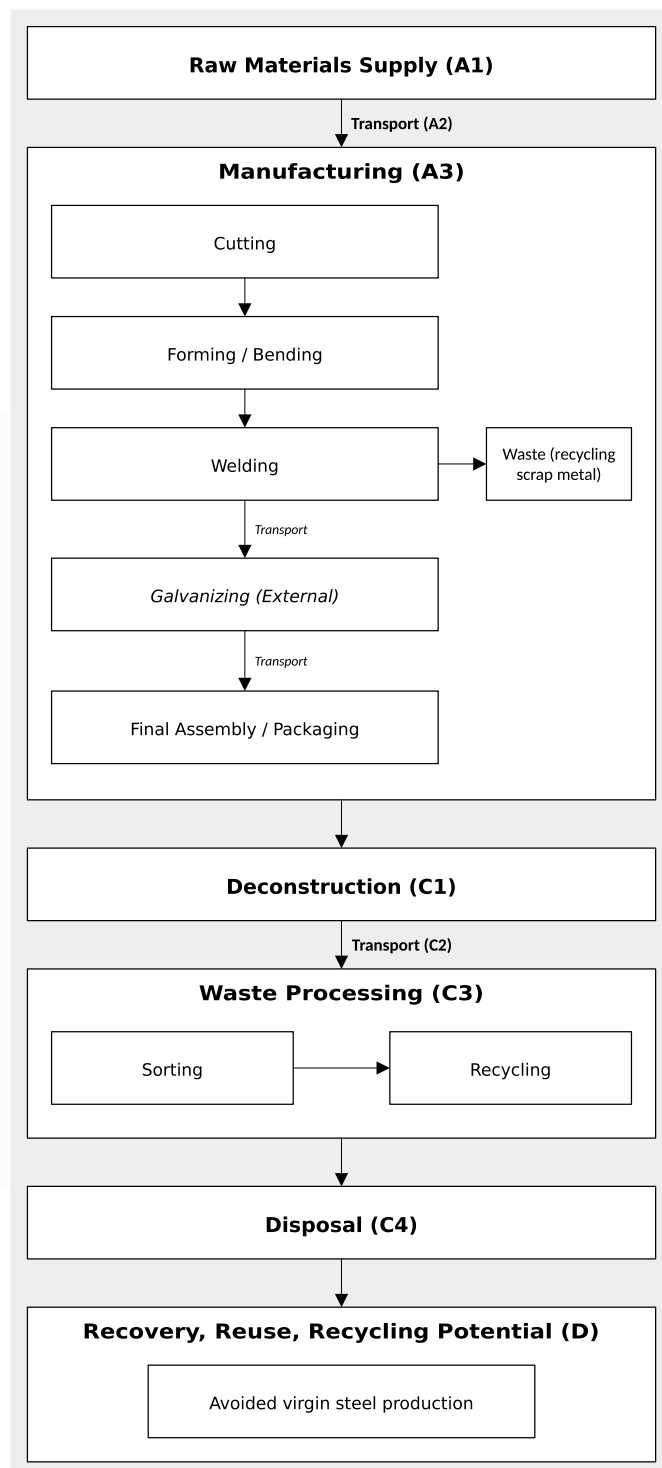 Raw Materials Supply (A1)
Transport (A2)
Manufacturing (A3)
Cutting
Forming / Bending
Welding
Waste (recycling
scrap metal)
Transport
Galvanizing (External)
Transport
Final Assembly / Packaging
Deconstruction (C1)
Transport (C2)
Waste Processing (C3)
Sorting
Recycling
Disposal (C4)
Recovery, Reuse, Recycling Potential (D)
Avoided virgin steel production